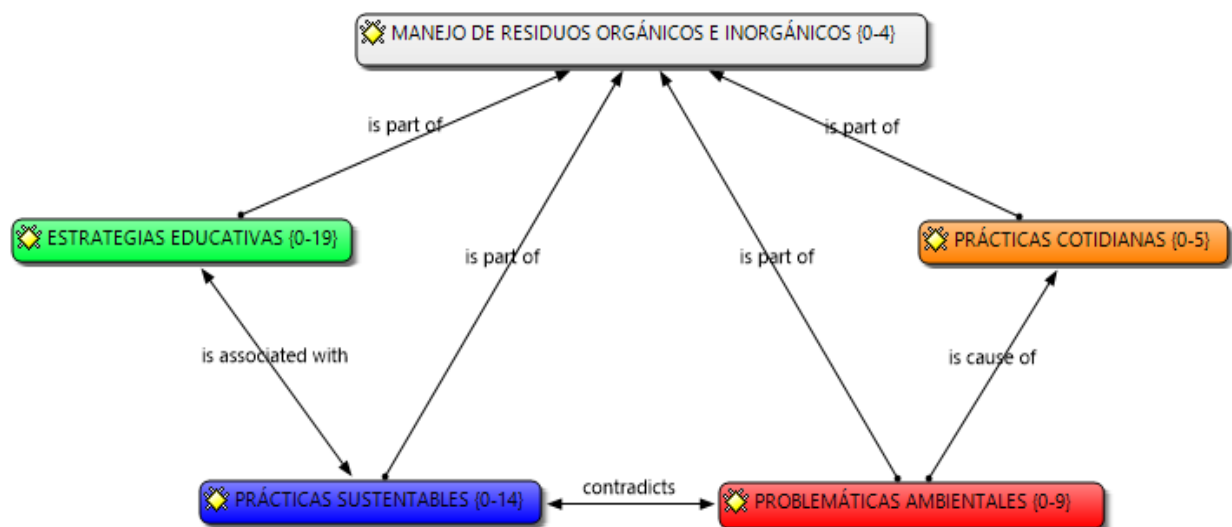 MANEJO DE RESIDUOS ORGÁNICOS E INORGÁNICOS {0-4}
is part of
is part of
ESTRATEGIAS EDUCATIVAS {0-19}
PRÁCTICAS COTIDIANAS {0-5}
is part of
is part of
is associated with
is cause of
PRÁCTICAS SUSTENTABLES {0-14}
contradicts
PROBLEMÁTICAS AMBIENTALES {0-9}